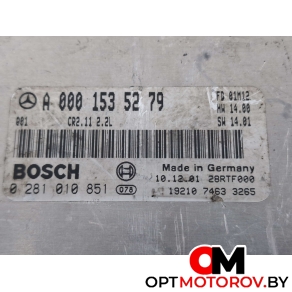 A 000 153 52 79
FG 01M12
HW 14.00
001 CR2.11 2.2L
SW 14.01
BOSCH
Made in Germany
0 281 010 851 078
10.12.01 28RTF000
19210 7463 3265
OPTMOTOROV.BY